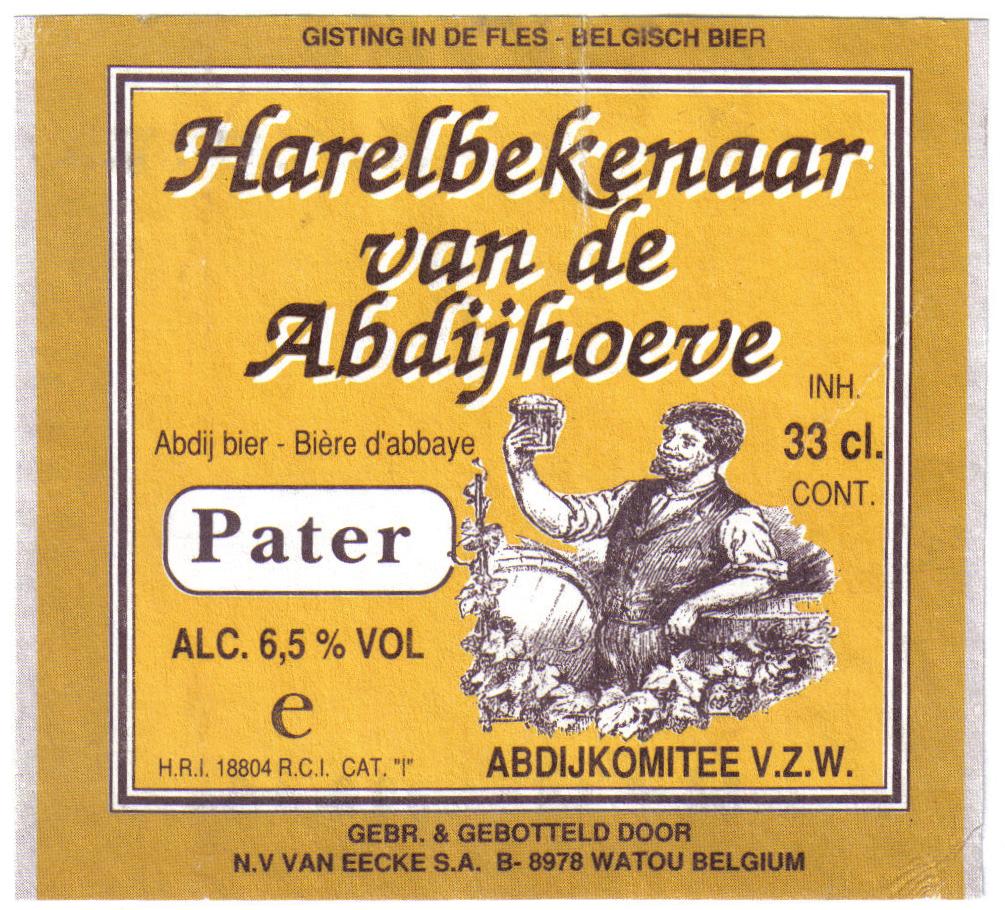 GISTING IN DE FLES - BELGISCH BIER
Harelbekenaar
van de
Abdijhoeve
INH.
33 cl.
CONT.
Abdij bier - Bière d'abbaye
Pater
ALC. 6,5 % VOL
e
H.R.I. 18804 R.C.I. CAT. "I"
ABDIJKOMITEE V.Z.W.
GEBR. & GEBOTTELD DOOR
N.V VAN EECKE S.A. B- 8978 WATOU BELGIUM